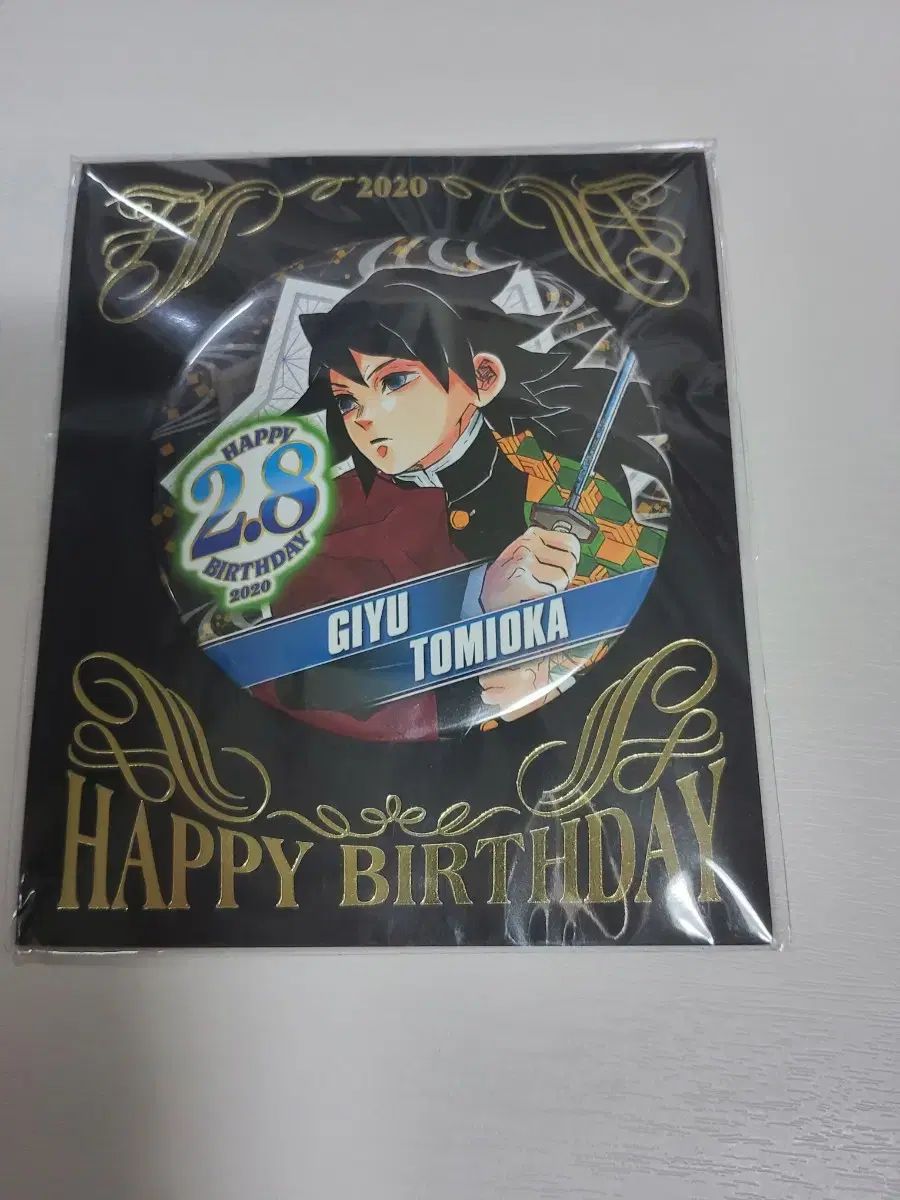 2020
HAPPY
2.8
BIRTHDAY
2020
GIYU
TOMIOKA
HAPPY BIRTHDAY